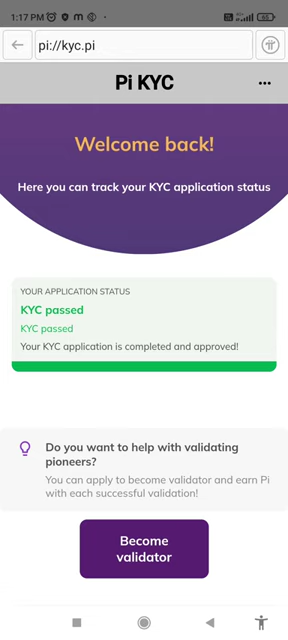 1:17 PM
65
pi://kyc.pi
Pi KYC
Welcome back!
Here you can track your KYC application status
YOUR APPLICATION STATUS
KYC passed
KYC passed
Your KYC application is completed and approved!
Do you want to help with validating
pioneers?
You can apply to become validator and earn Pi
with each successful validation!
Become
validator